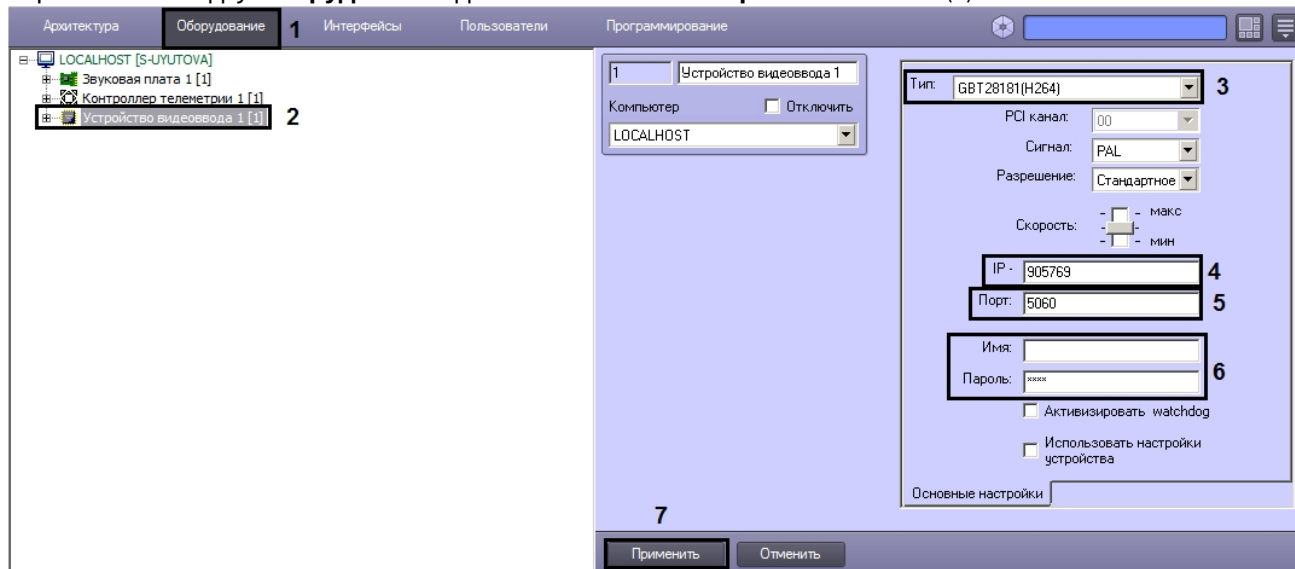 Архитектура Оборудование 1 Интерфейсы Пользователи Программирование
LOCALHOST [S-UYUTOVA]
Звуковая плата 1 [1]
Контроллер телеметрии 1 [1]
Устройство видеоввода 1 [1] 2
1 Устройство видеоввода 1
Компьютер Отключить
LOCALHOST
Тип: GBT28181(H264) 3
PCI канал: 00
Сигнал: PAL
Разрешение: Стандартное
Скорость: макс
мин
IP - 905769 4
Порт: 5060 5
Имя:
Пароль: **** 6
Активизировать watchdog
Использовать настройки
устройства
Основные настройки
7
Применить Отменить